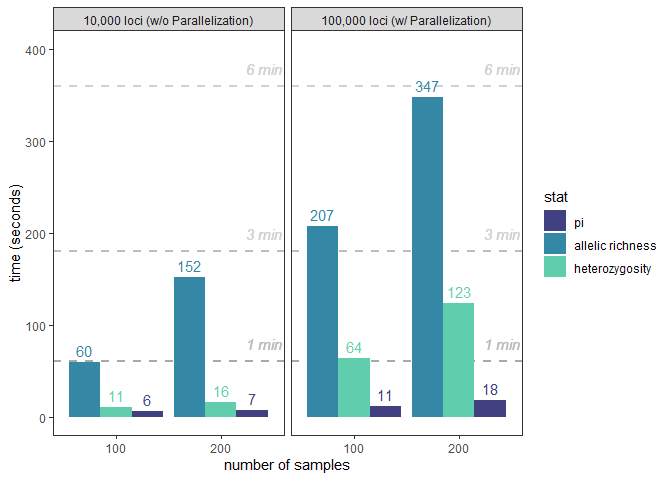 10,000 loci (w/o Parallelization)
100,000 loci (w/ Parallelization)
400
300
200
100
0
time (seconds)
6 min
3 min
1 min
60
11
6
152
16
7
6 min
3 min
1 min
207
64
11
347
123
18
100
200
100
200
number of samples
stat
pi
allelic richness
heterozygosity